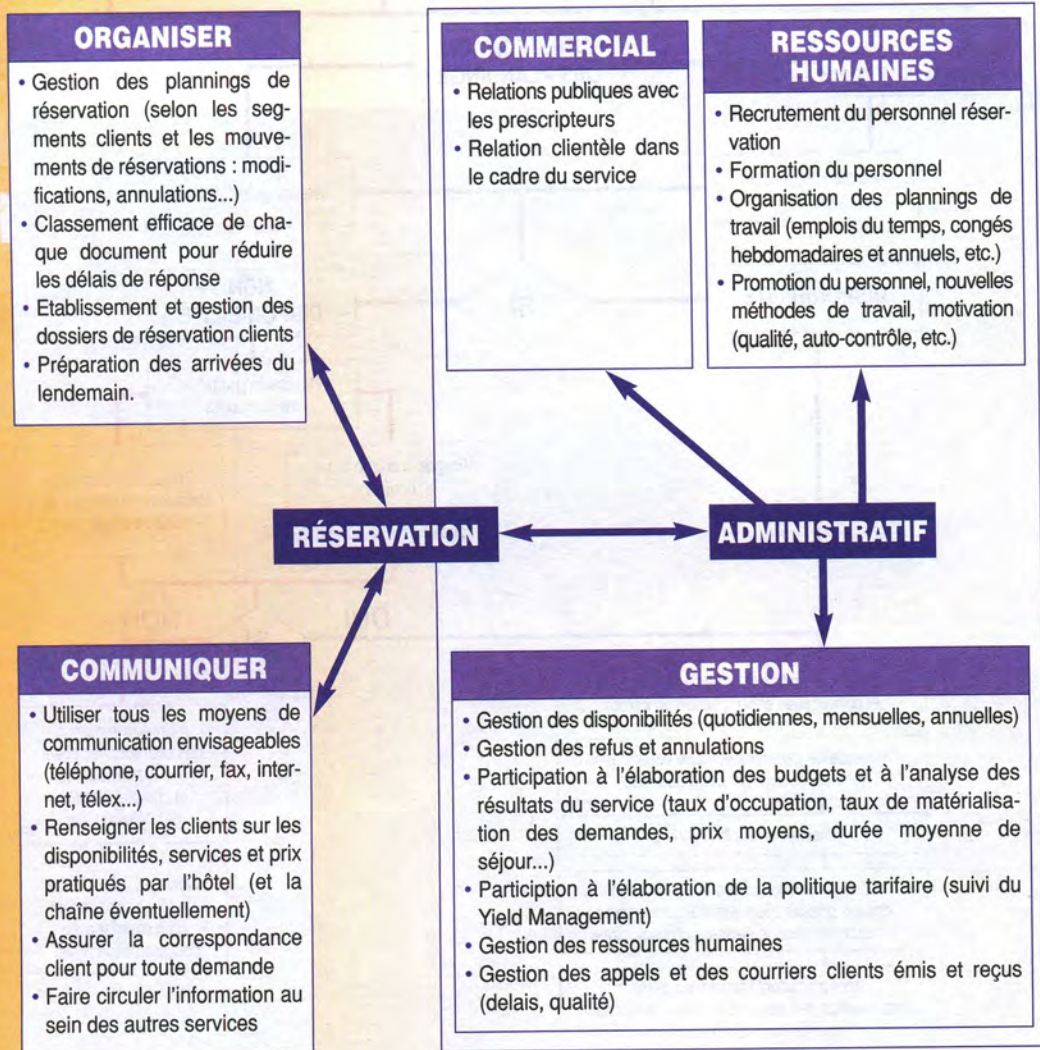 ORGANISER
• Gestion des plannings de
réservation (selon les seg-
ments clients et les mouve-
ments de réservations : modi-
fications, annulations...)
• Classement efficace de cha-
que document pour réduire
les délais de réponse
• Etablissement et gestion des
dossiers de réservation clients
• Préparation des arrivées du
lendemain.
COMMERCIAL
• Relations publiques avec
les prescripteurs
• Relation clientèle dans
le cadre du service
RESSOURCES
HUMAINES
• Recrutement du personnel réser-
vation
• Formation du personnel
• Organisation des plannings de
travail (emplois du temps, congés
hebdomadaires et annuels, etc.)
• Promotion du personnel, nouvelles
méthodes de travail, motivation
(qualité, auto-contrôle, etc.)
RÉSERVATION
ADMINISTRATIF
COMMUNIQUER
• Utiliser tous les moyens de
communication envisageables
(téléphone, courrier, fax, inter-
net, télex...)
• Renseigner les clients sur les
disponibilités, services et prix
pratiqués par l'hôtel (et la
chaîne éventuellement)
• Assurer la correspondance
client pour toute demande
• Faire circuler l'information au
sein des autres services
GESTION
• Gestion des disponibilités (quotidiennes, mensuelles, annuelles)
• Gestion des refus et annulations
• Participation à l'élaboration des budgets et à l'analyse des
résultats du service (taux d'occupation, taux de matérialisa-
tion des demandes, prix moyens, durée moyenne de
séjour...)
• Particiption à l'élaboration de la politique tarifaire (suivi du
Yield Management)
• Gestion des ressources humaines
• Gestion des appels et des courriers clients émis et reçus
(delais, qualité)